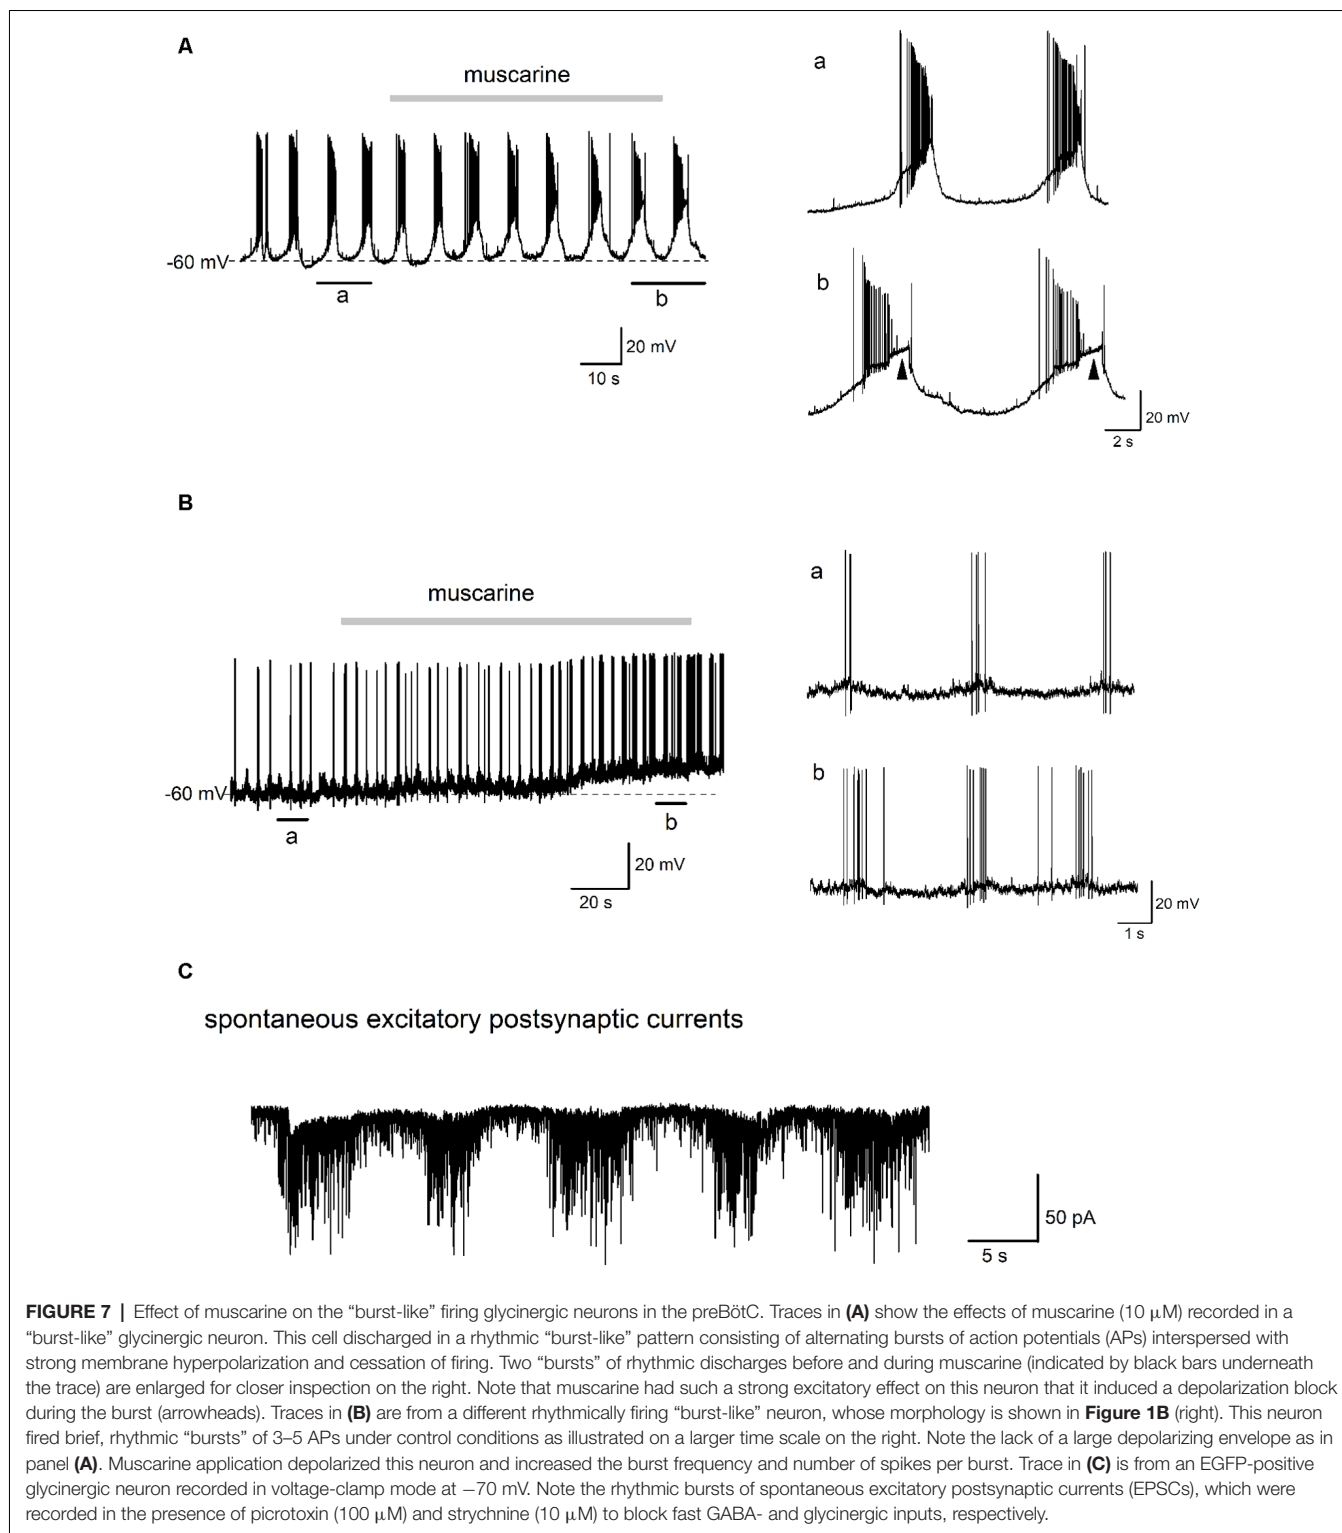 A
muscarine
-60 mV
a
b
20 mV
10 s
a
b
20 mV
2 s
B
muscarine
-60 mV
a
b
20 mV
20 s
a
b
20 mV
1 s
C
spontaneous excitatory postsynaptic currents
50 pA
5 s
FIGURE 7 | Effect of muscarine on the “burst-like” firing glycinergic neurons in the preBötC. Traces in (A) show the effects of muscarine (10 μM) recorded in a
“burst-like” glycinergic neuron. This cell discharged in a rhythmic “burst-like” pattern consisting of alternating bursts of action potentials (APs) interspersed with
strong membrane hyperpolarization and cessation of firing. Two “bursts” of rhythmic discharges before and during muscarine (indicated by black bars underneath
the trace) are enlarged for closer inspection on the right. Note that muscarine had such a strong excitatory effect on this neuron that it induced a depolarization block
during the burst (arrowheads). Traces in (B) are from a different rhythmically firing “burst-like” neuron, whose morphology is shown in Figure 1B (right). This neuron
fired brief, rhythmic “bursts” of 3–5 APs under control conditions as illustrated on a larger time scale on the right. Note the lack of a large depolarizing envelope as in
panel (A). Muscarine application depolarized this neuron and increased the burst frequency and number of spikes per burst. Trace in (C) is from an EGFP-positive
glycinergic neuron recorded in voltage-clamp mode at −70 mV. Note the rhythmic bursts of spontaneous excitatory postsynaptic currents (EPSCs), which were
recorded in the presence of picrotoxin (100 μM) and strychnine (10 μM) to block fast GABA- and glycinergic inputs, respectively.